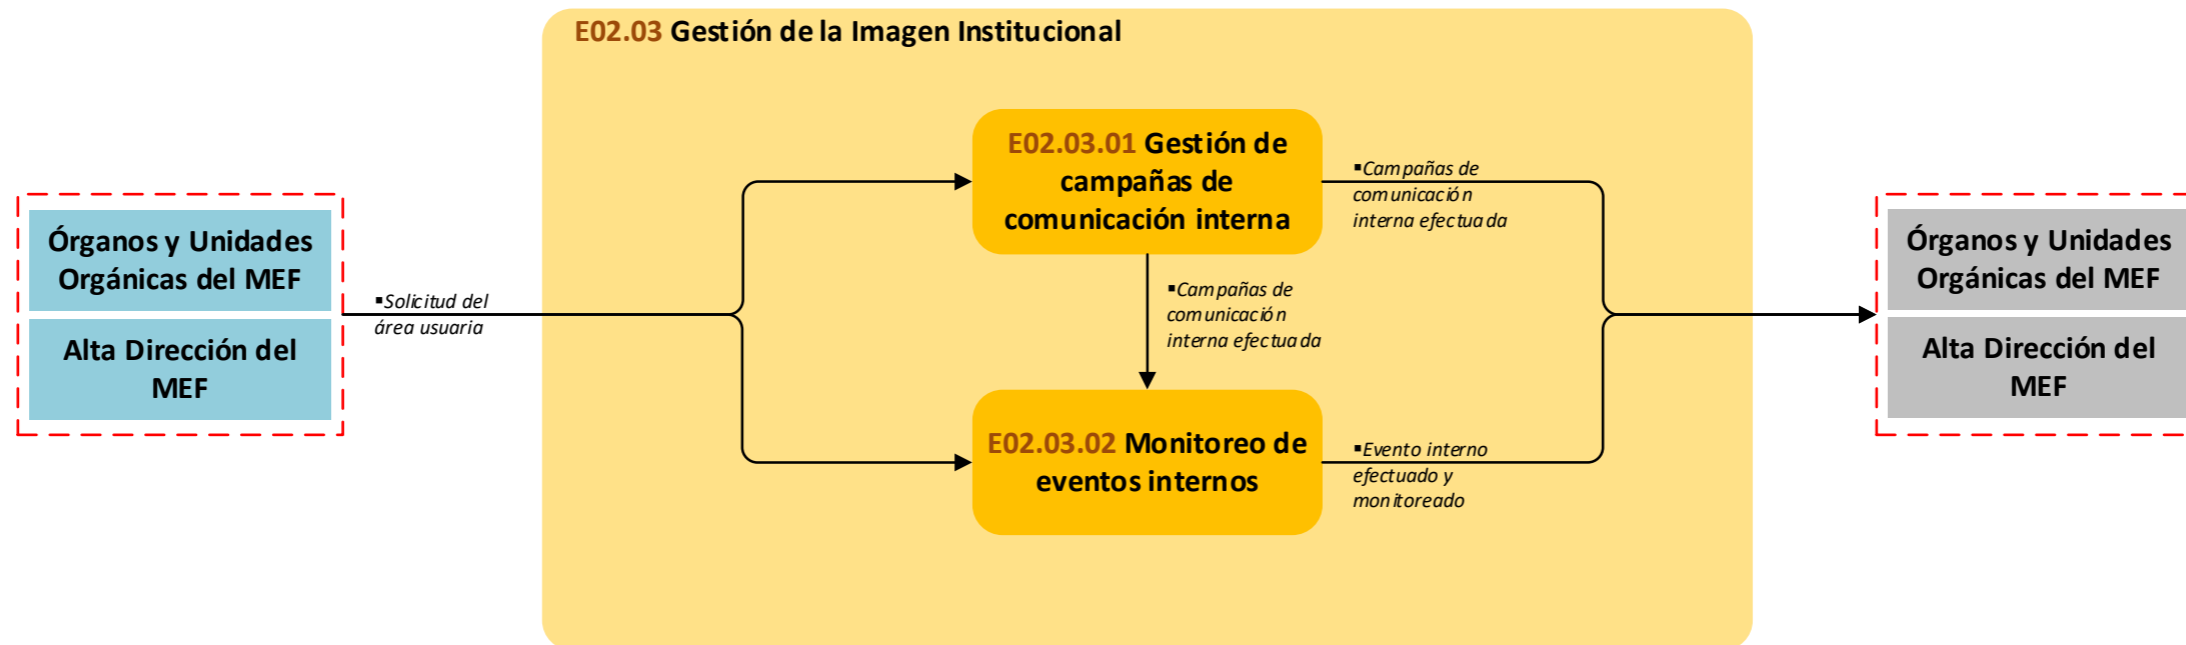 E02.03 Gestión de la Imagen Institucional
Órganos y Unidades
Orgánicas del MEF
Alta Dirección del
MEF
▪Solicitud del
área usuaria
E02.03.01 Gestión de
campañas de
comunicación interna
▪Campañas de
comunicación
interna efectuada
▪Campañas de
comunicación
interna efectuada
E02.03.02 Monitoreo de
eventos internos
▪Evento interno
efectuado y
monitoreado
Órganos y Unidades
Orgánicas del MEF
Alta Dirección del
MEF